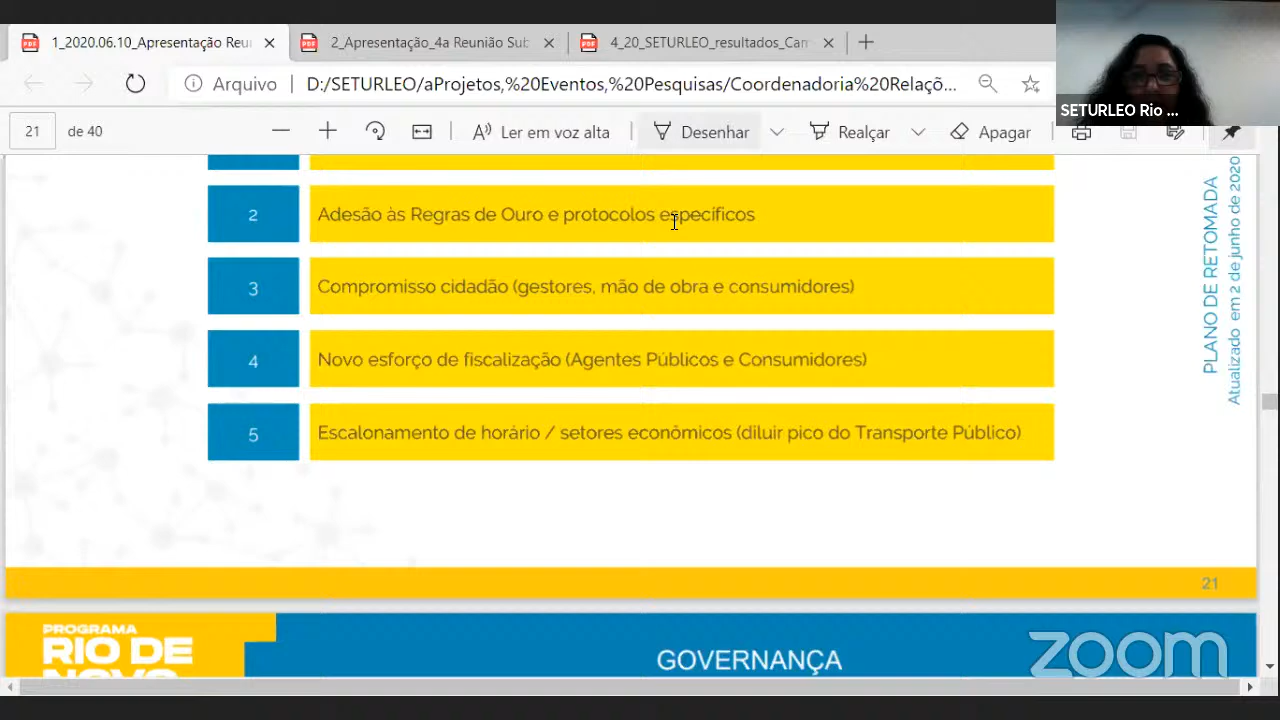 1_2020.06.10_Apresentação Reu
2_Apresentação_4a Reunião Sub
4_20_SETURLEO_resultados_Cam
Arquivo
D:/SETURLEO/aProjetos,%20Eventos,%20Pesquisas/Coordenadoria%20Relaçõ...
SETURLEO Rio ...
21
de 40
Ler em voz alta
Desenhar
Realçar
Apagar
2
Adesão às Regras de Ouro e protocolos específicos
3
Compromisso cidadão (gestores, mão de obra e consumidores)
4
Novo esforço de fiscalização (Agentes Públicos e Consumidores)
5
Escalonamento de horário / setores econômicos (diluir pico do Transporte Público)
PLANO DE RETOMADA
Atualizado em 2 de junho de 2020
21
PROGRAMA
RIO DE
NOVO
GOVERNANÇA
zoom